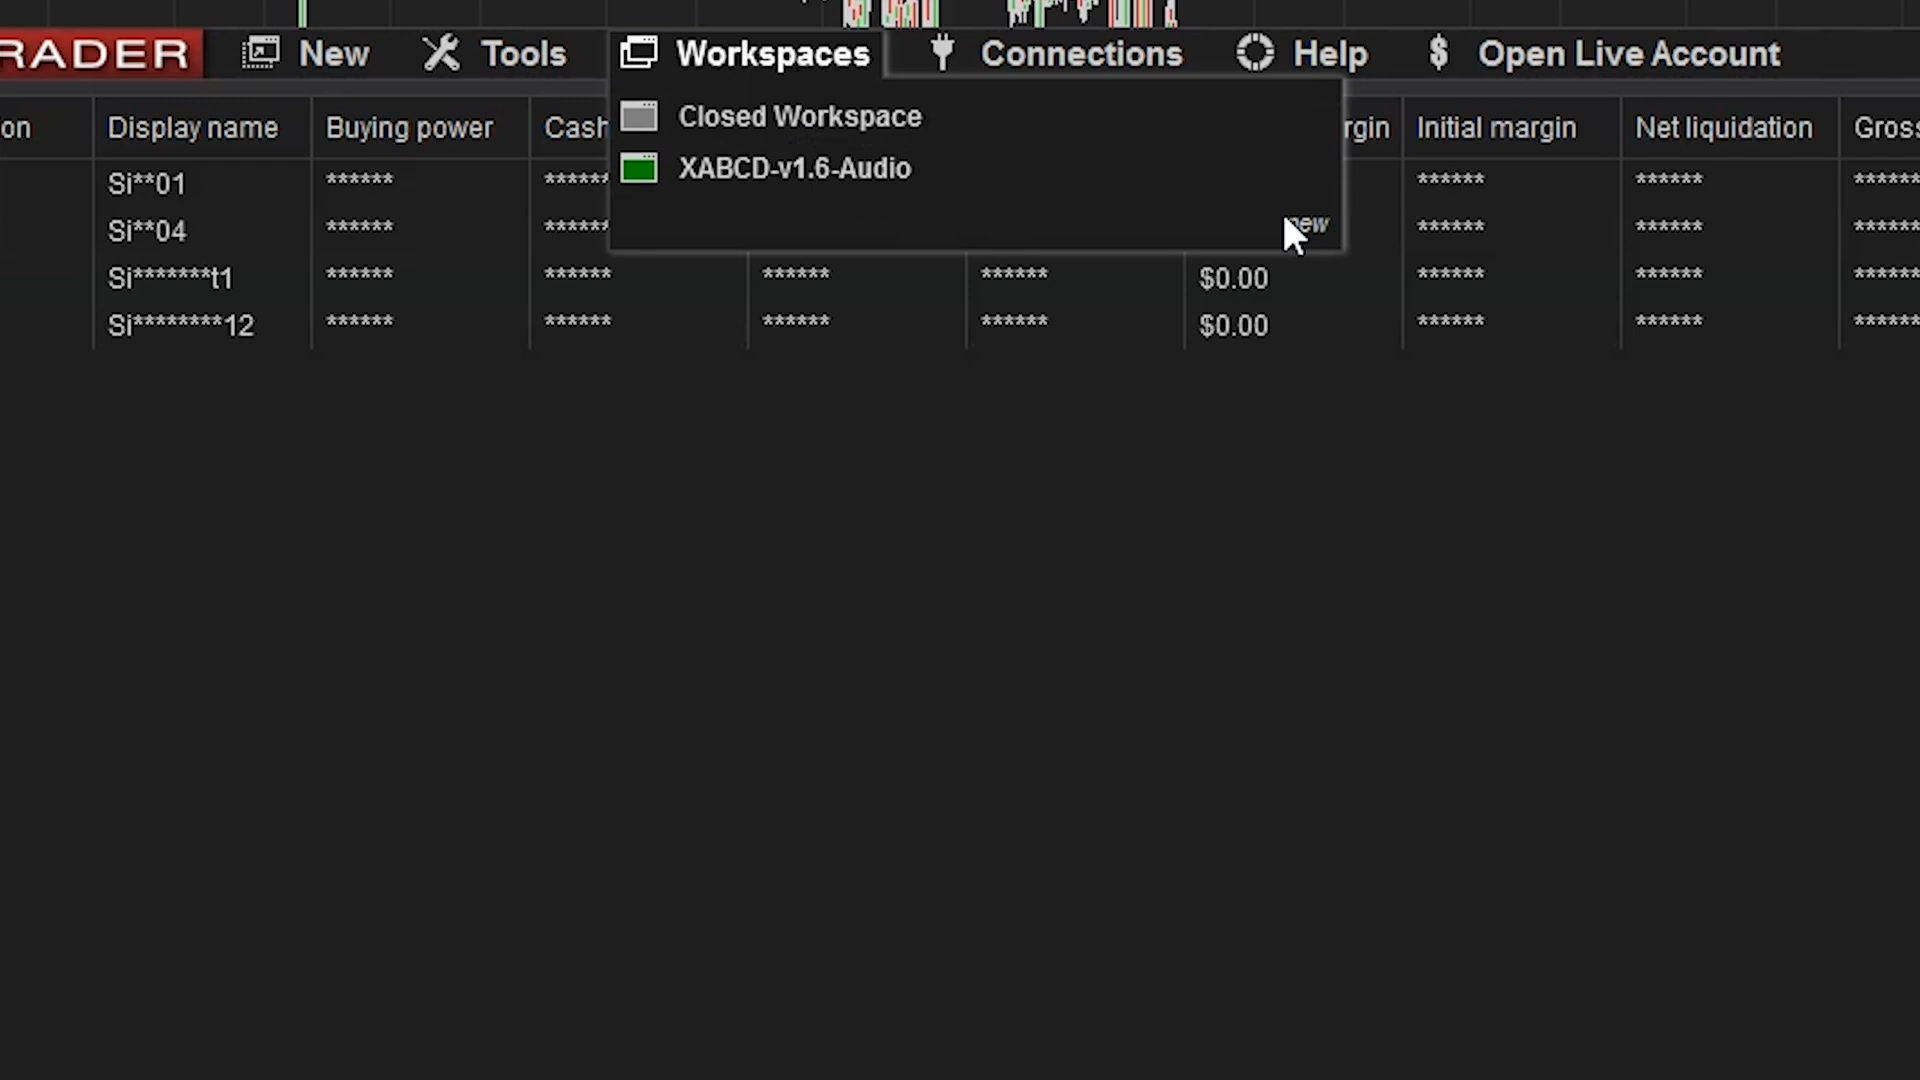 RADER New Tools Workspaces Connections Help $ Open Live Account
on Display name Buying power Cash rgin Initial margin Net liquidation Gross
Closed Workspace
XABCD-v1.6-Audio
new
Si**01 ****** ****** ****** ****** ******
Si**04 ****** ****** ****** ****** ******
Si*******t1 ****** ****** ****** ****** $0.00 ****** ****** ******
Si********12 ****** ****** ****** ****** $0.00 ****** ****** ******